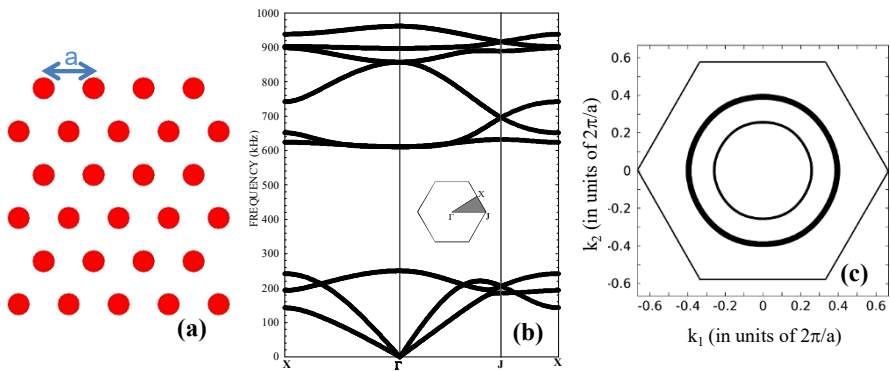 a
(a)
FREQUENCY (kHz)
1000
900
800
700
600
500
400
300
200
100
0
X
Γ
J
X
Γ
J
X
(b)
k₂ (in units of 2π/a)
0.6
0.4
0.2
0
-0.2
-0.4
-0.6
-0.6 -0.4 -0.2 0 0.2 0.4 0.6
k₁ (in units of 2π/a)
(c)